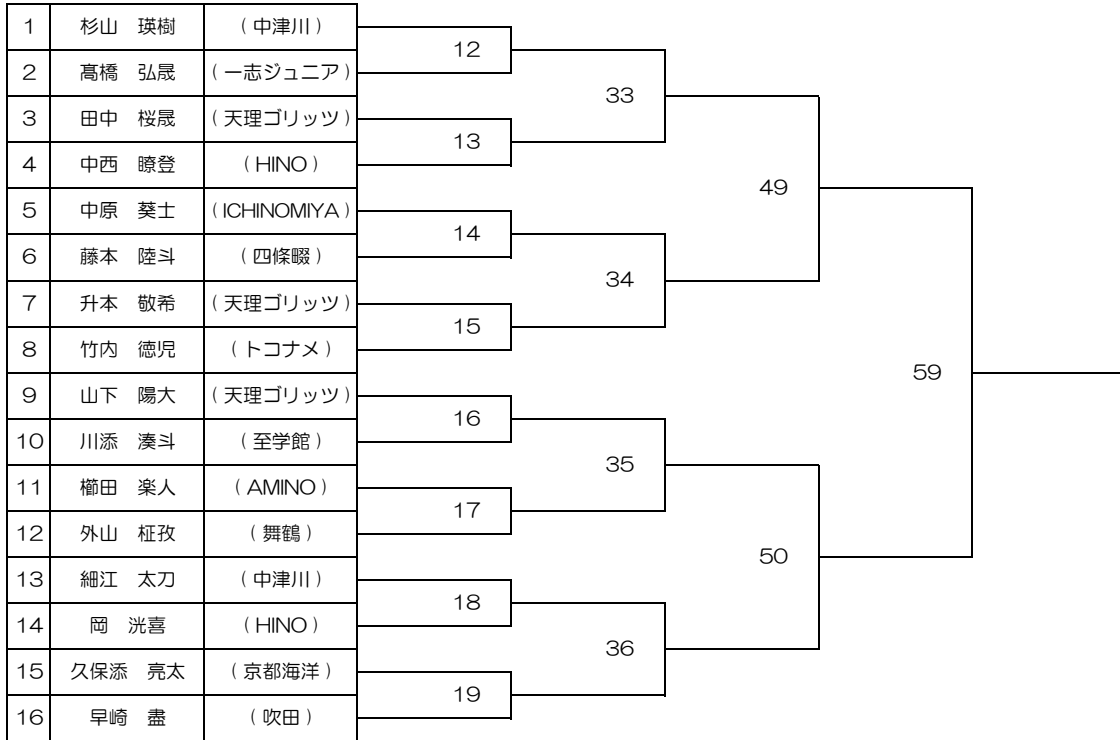 1 杉山 瑛樹 (中津川)
12
2 髙橋 弘晟 (一志ジュニア)
33
3 田中 桜晟 (天理ゴリッツ)
13
4 中西 瞭登 (HINO)
49
5 中原 葵士 (ICHINOMIYA)
14
6 藤本 陸斗 (四條畷)
34
7 升本 敬希 (天理ゴリッツ)
15
8 竹内 徳児 (トコナメ)
59
9 山下 陽大 (天理ゴリッツ)
16
10 川添 湊斗 (至学館)
35
11 櫛田 楽人 (AMINO)
17
12 外山 柾孜 (舞鶴)
50
13 細江 太刀 (中津川)
18
14 岡 洸喜 (HINO)
36
15 久保添 亮太 (京都海洋)
19
16 早崎 盡 (吹田)